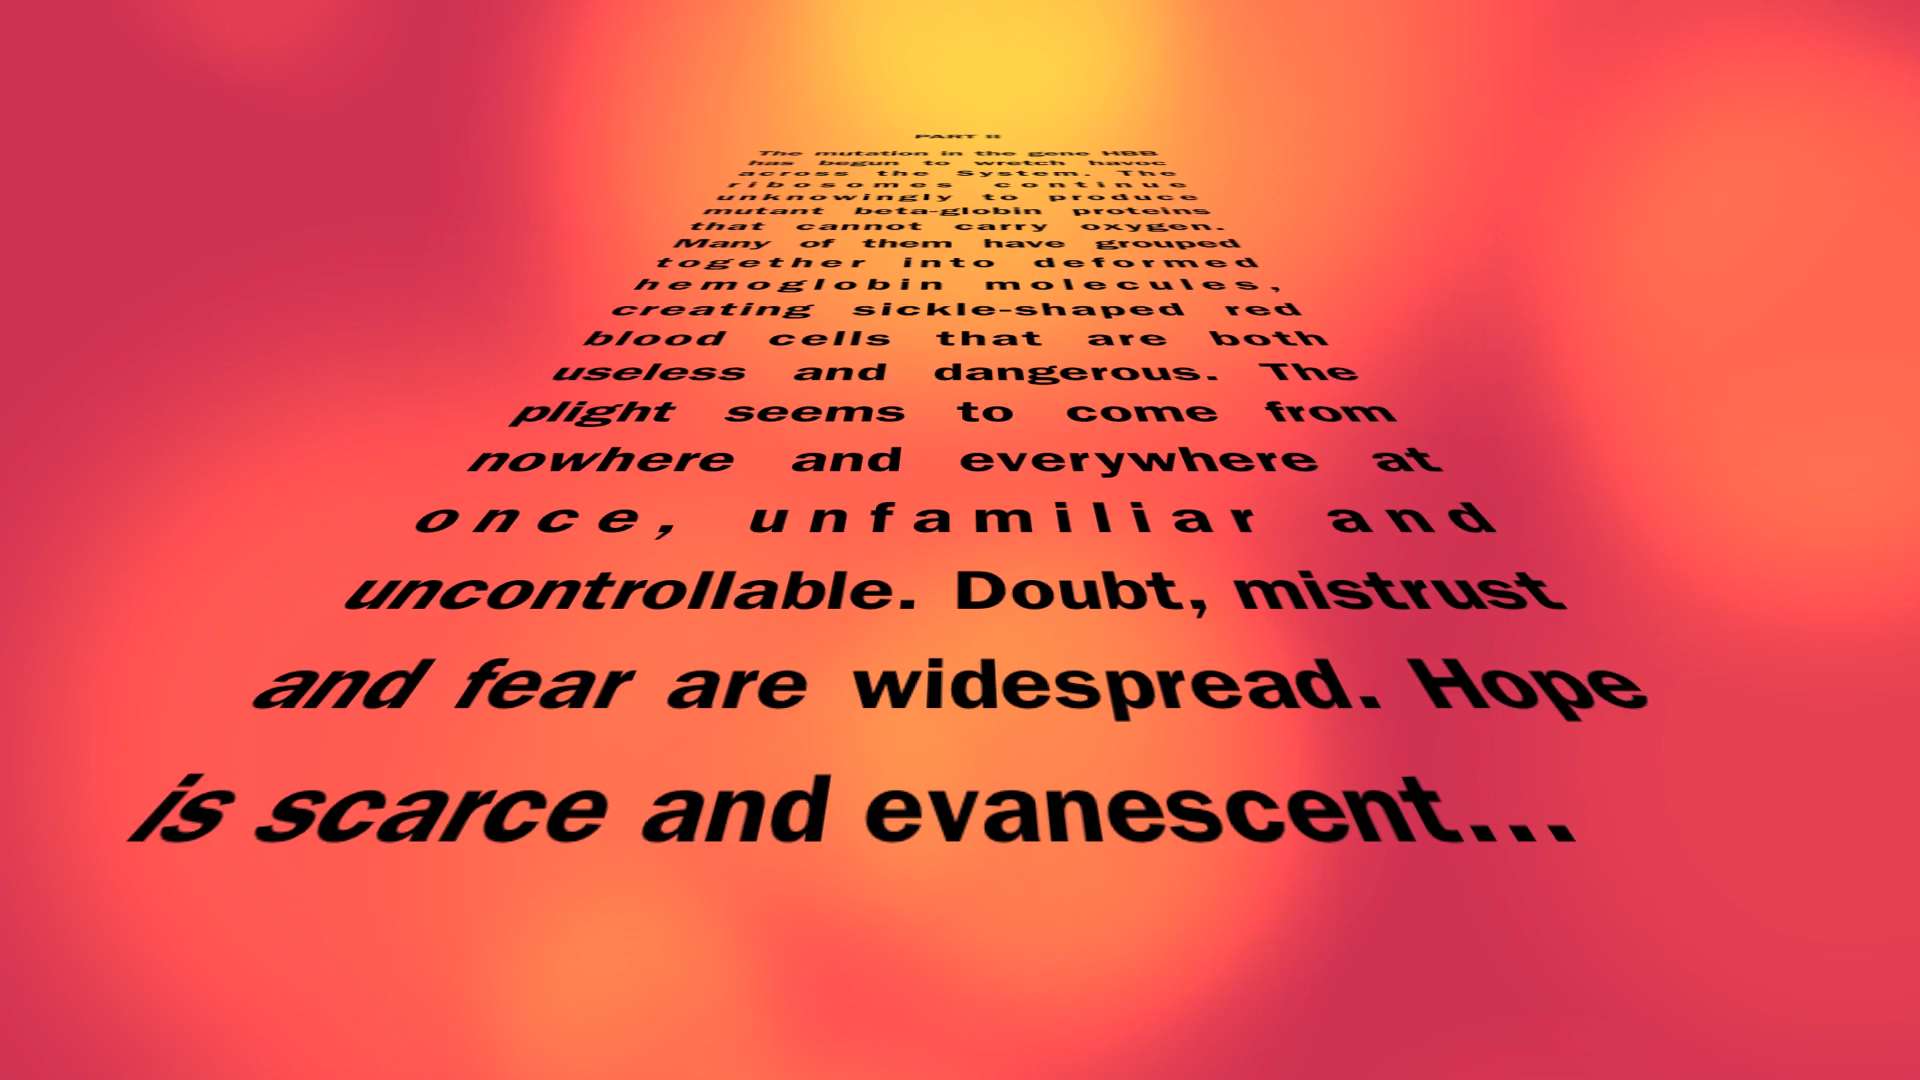 PART II
The mutation in the gene HBB
has begun to wretch havoc
across the System. The
ribosomes continue
unknowingly to produce
mutant beta-globin proteins
that cannot carry oxygen.
Many of them have grouped
together into deformed
hemoglobin molecules,
creating sickle-shaped red
blood cells that are both
useless and dangerous. The
plight seems to come from
nowhere and everywhere at
once, unfamiliar and
uncontrollable. Doubt, mistrust
and fear are widespread. Hope
is scarce and evanescent...